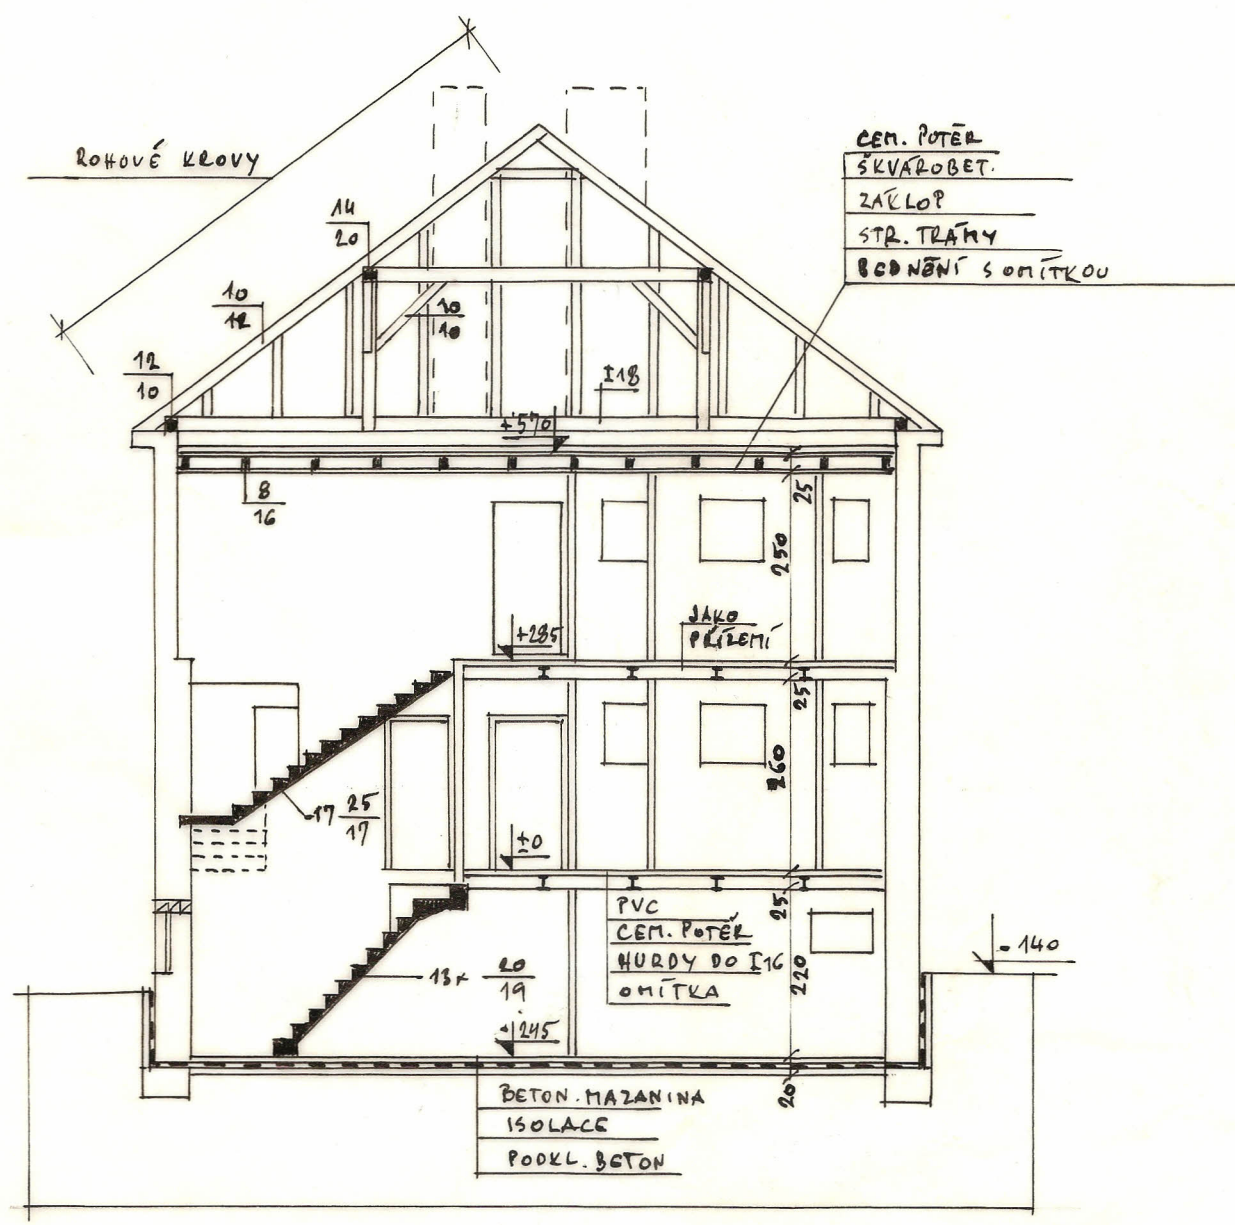 ROHOVÉ KROVY
CEM. POTĚR
ŠKVÁROBET.
ZÁKLOP
STR. TRÁMY
BEDNĚNÍ S OMÍTKOU
14
20
10
12
10
10
12
10
I18
+570
8
16
25
250
JAKO
PŘÍZEMÍ
+285
25
260
17 25
17
±0
25
PVC
CEM. POTĚR
HURDY DO I16
OMÍTKA
220
-140
13x 20
19
-245
20
BETON. MAZANINA
ISOLACE
PODKL. BETON